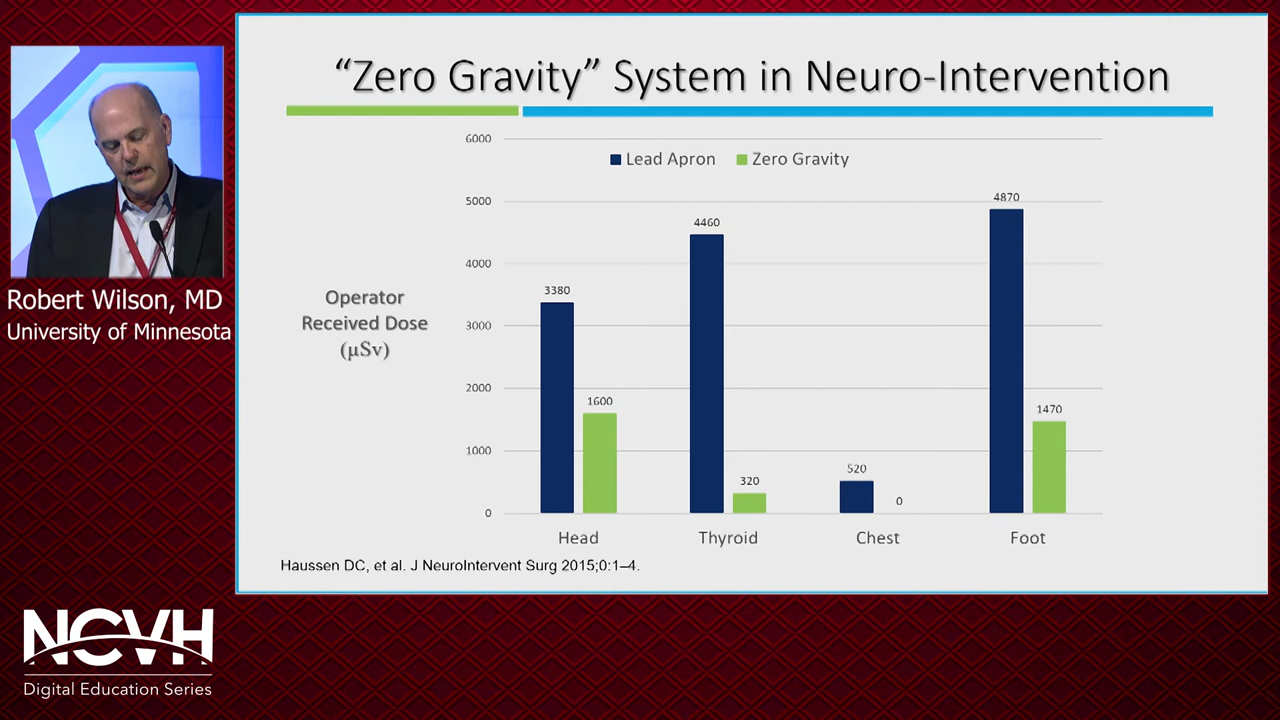 "Zero Gravity" System in Neuro-Intervention
6000
5000
4000
3000
2000
1000
0
Lead Apron
Zero Gravity
Operator
Received Dose
(μSv)
3380
1600
4460
320
520
0
4870
1470
Head
Thyroid
Chest
Foot
Haussen DC, et al. J NeuroIntervent Surg 2015;0:1–4.
Robert Wilson, MD
University of Minnesota
NCVH
Digital Education Series